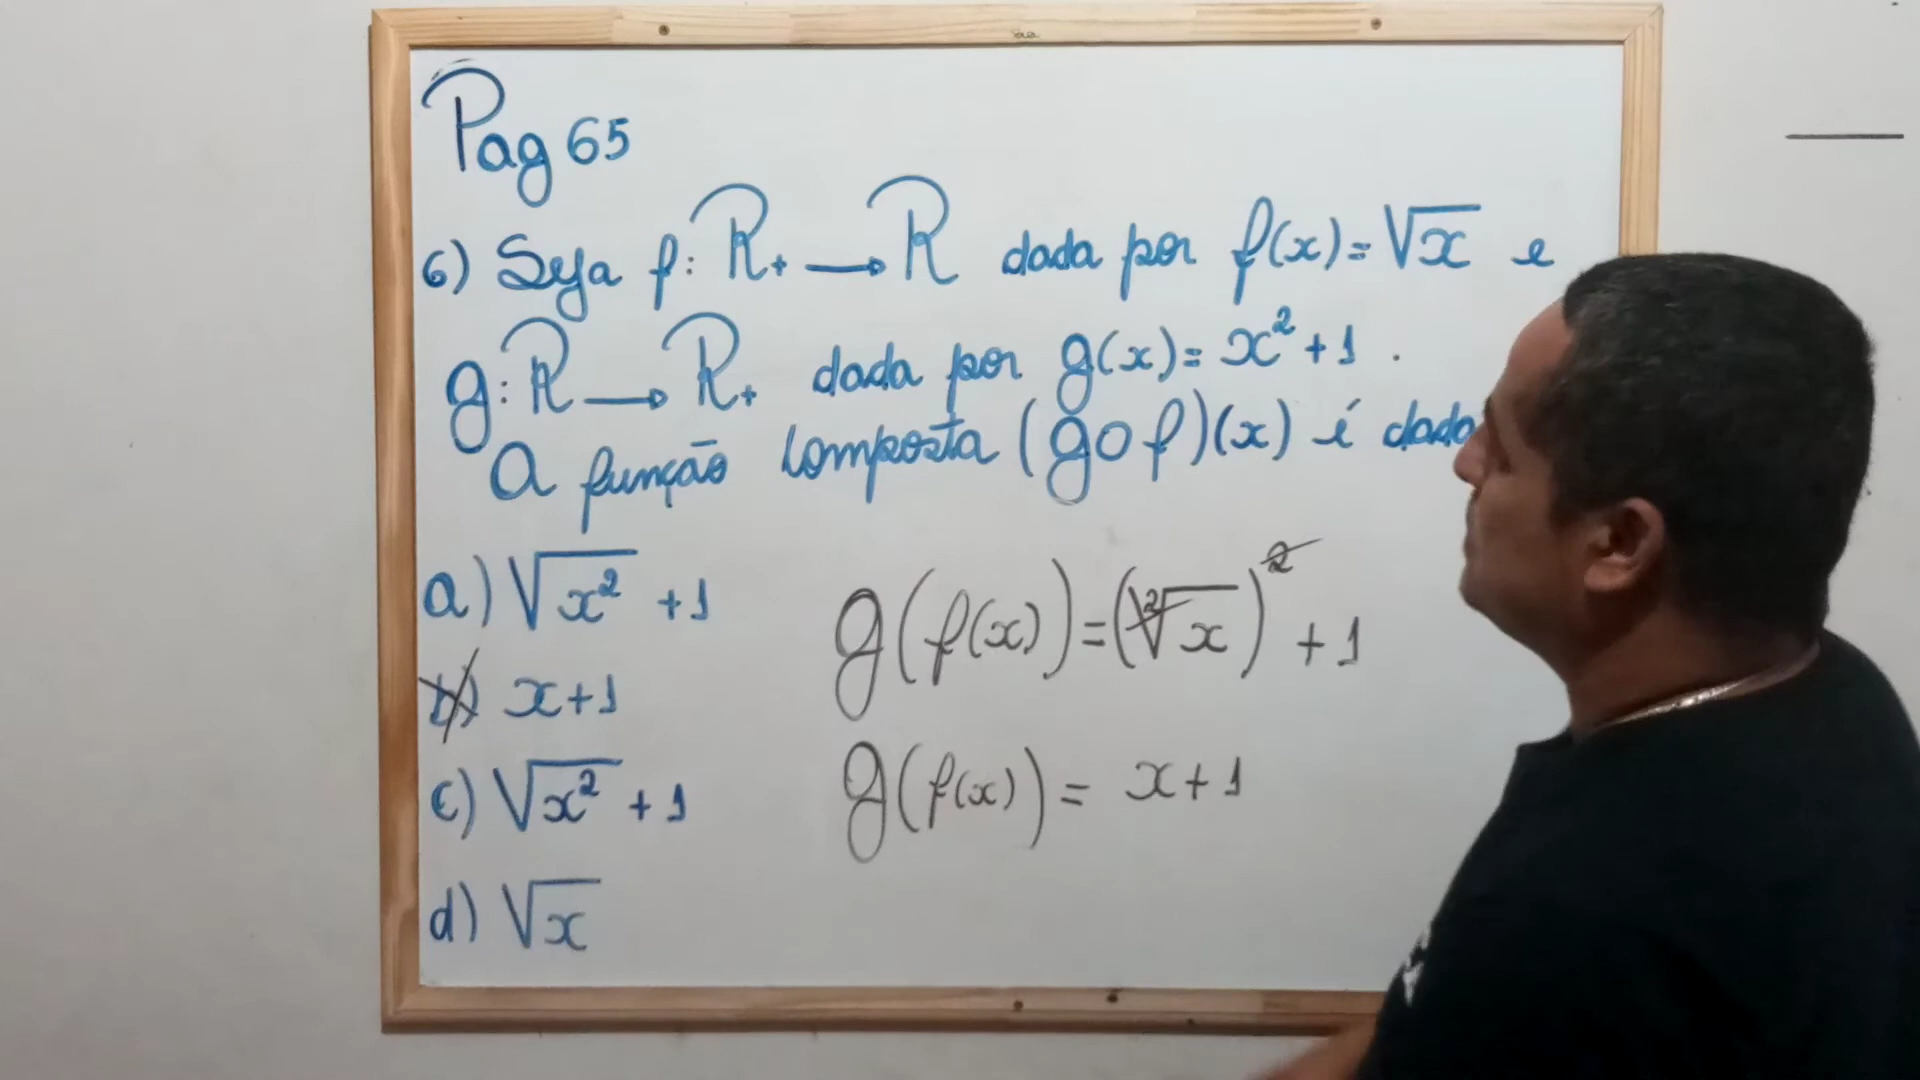 Pag 65
6) Seja f: R₊ → R dada por f(x) = √x e
g: R → R₊ dada por g(x) = x² + 1 .
A função composta (gof)(x) é dada
a) √x² + 1
b) x+1
c) √x² + 1
d) √x
g(f(x)) = (²√x)² + 1
g(f(x)) = x+1